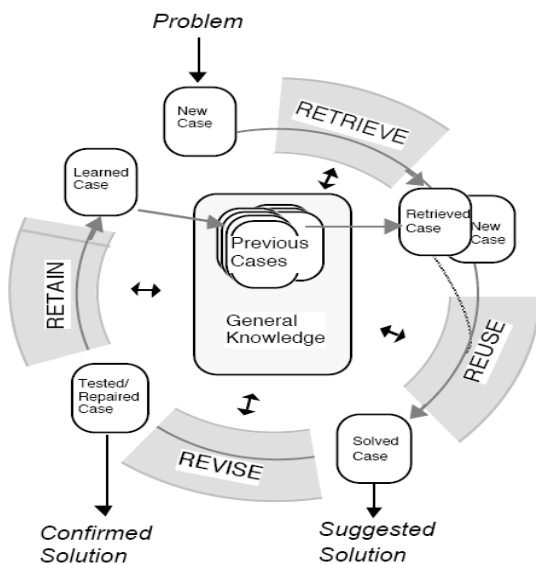 Problem
New
Case
RETRIEVE
Learned
Case
Retrieved
Case
New
Case
Previous
Cases
General
Knowledge
RETAIN
REUSE
Tested/
Repaired
Case
REVISE
Solved
Case
Confirmed
Solution
Suggested
Solution